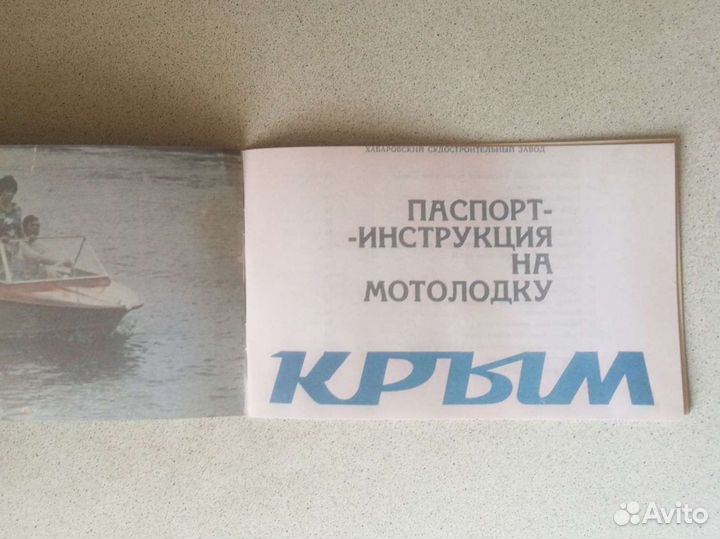 ХАБАРОВСКИЙ СУДОСТРОИТЕЛЬНЫЙ ЗАВОД
ПАСПОРТ-
-ИНСТРУКЦИЯ
НА
МОТОЛОДКУ
КРЫМ
Avito